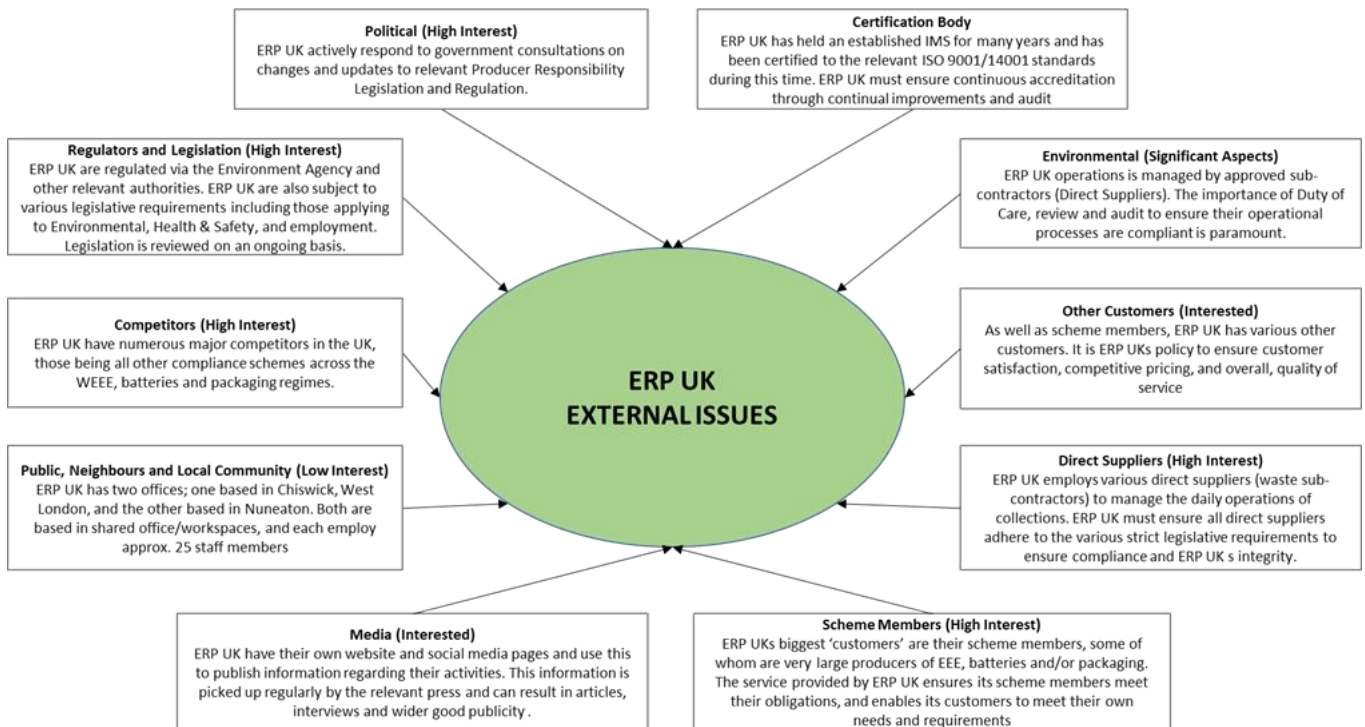 Political (High Interest)
ERP UK actively respond to government consultations on
changes and updates to relevant Producer Responsibility
Legislation and Regulation.
Certification Body
ERP UK has held an established IMS for many years and has
been certified to the relevant ISO 9001/14001 standards
during this time. ERP UK must ensure continuous accreditation
through continual improvements and audit
Regulators and Legislation (High Interest)
ERP UK are regulated via the Environment Agency and
other relevant authorities. ERP UK are also subject to
various legislative requirements including those applying
to Environmental, Health & Safety, and employment.
Legislation is reviewed on an ongoing basis.
Environmental (Significant Aspects)
ERP UK operations is managed by approved sub-
contractors (Direct Suppliers). The importance of Duty of
Care, review and audit to ensure their operational
processes are compliant is paramount.
Competitors (High Interest)
ERP UK have numerous major competitors in the UK,
those being all other compliance schemes across the
WEEE, batteries and packaging regimes.
ERP UK
EXTERNAL ISSUES
Other Customers (Interested)
As well as scheme members, ERP UK has various other
customers. It is ERP UKs policy to ensure customer
satisfaction, competitive pricing, and overall, quality of
service
Public, Neighbours and Local Community (Low Interest)
ERP UK has two offices; one based in Chiswick, West
London, and the other based in Nuneaton. Both are
based in shared office/workspaces, and each employ
approx. 25 staff members
Direct Suppliers (High Interest)
ERP UK employs various direct suppliers (waste sub-
contractors) to manage the daily operations of
collections. ERP UK must ensure all direct suppliers
adhere to the various strict legislative requirements to
ensure compliance and ERP UK s integrity.
Media (Interested)
ERP UK have their own website and social media pages and use this
to publish information regarding their activities. This information is
picked up regularly by the relevant press and can result in articles,
interviews and wider good publicity .
Scheme Members (High Interest)
ERP UKs biggest ‘customers’ are their scheme members, some of
whom are very large producers of EEE, batteries and/or packaging.
The service provided by ERP UK ensures its scheme members meet
their obligations, and enables its customers to meet their own
needs and requirements